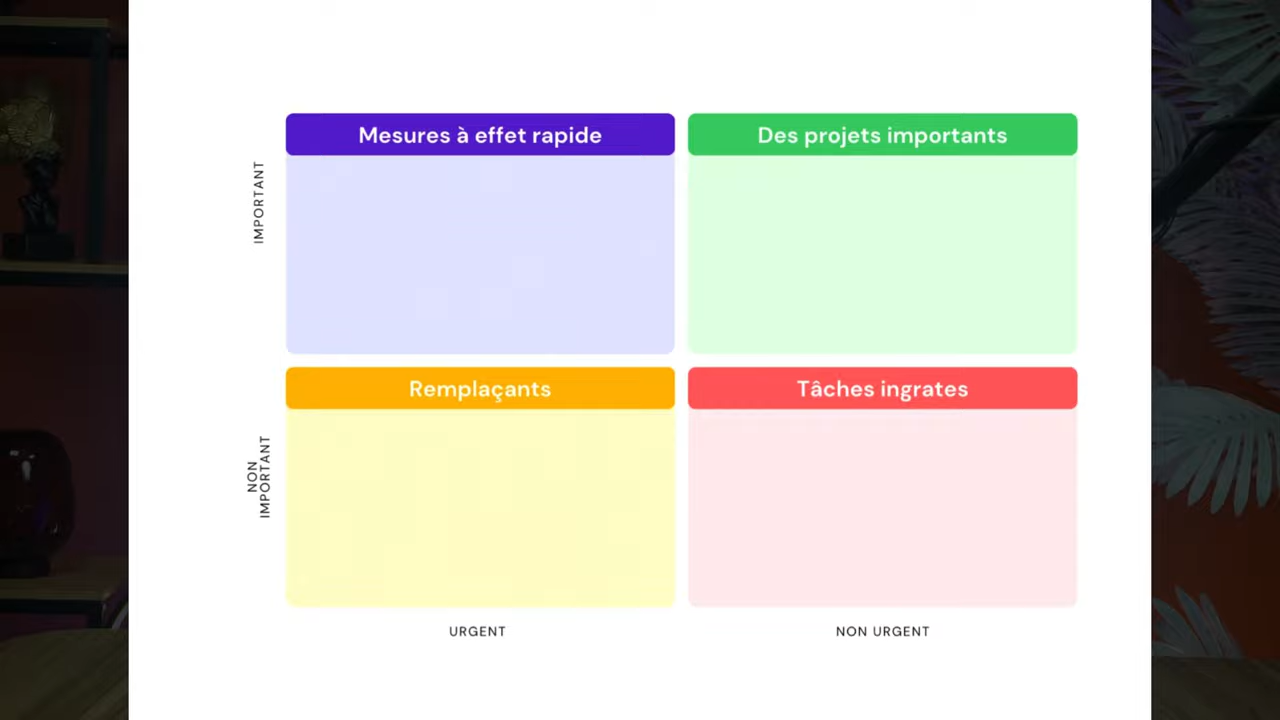 Mesures à effet rapide
Des projets importants
IMPORTANT
Remplaçants
Tâches ingrates
NON
IMPORTANT
URGENT
NON URGENT